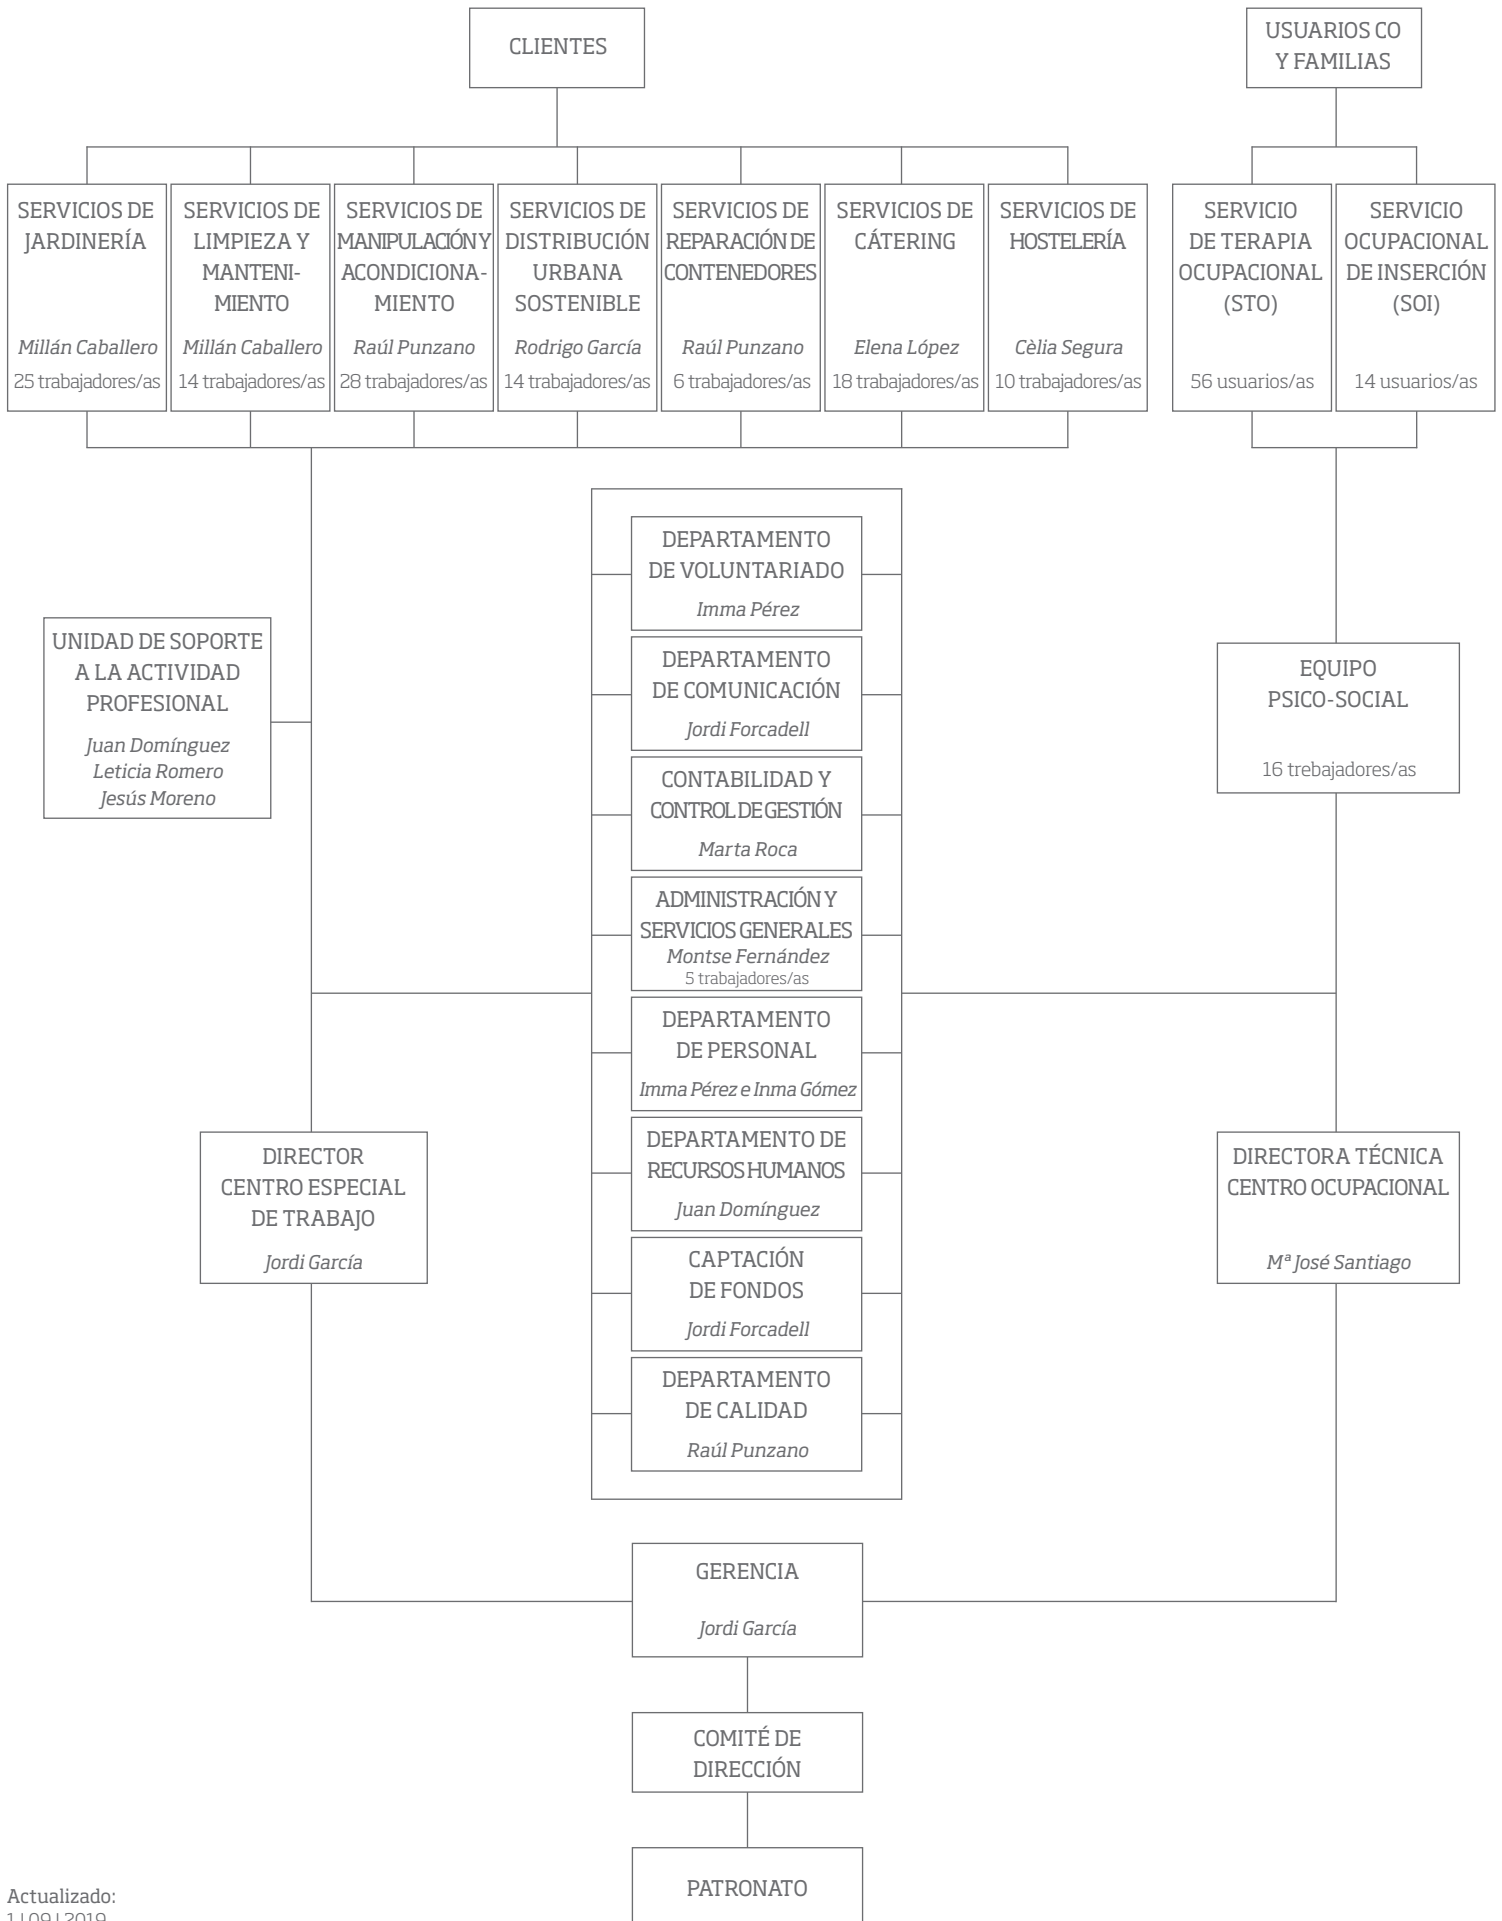 CLIENTES
USUARIOS CO
Y FAMILIAS
SERVICIOS DE
JARDINERÍA
Millán Caballero
25 trabajadores/as
SERVICIOS DE
LIMPIEZA Y
MANTENI-
MIENTO
Millán Caballero
14 trabajadores/as
SERVICIOS DE
MANIPULACIÓN Y
ACONDICIONA-
MIENTO
Raúl Punzano
28 trabajadores/as
SERVICIOS DE
DISTRIBUCIÓN
URBANA
SOSTENIBLE
Rodrigo García
14 trabajadores/as
SERVICIOS DE
REPARACIÓN DE
CONTENEDORES
Raúl Punzano
6 trabajadores/as
SERVICIOS DE
CÁTERING
Elena López
18 trabajadores/as
SERVICIOS DE
HOSTELERÍA
Cèlia Segura
10 trabajadores/as
SERVICIO
DE TERAPIA
OCUPACIONAL
(STO)
56 usuarios/as
SERVICIO
OCUPACIONAL
DE INSERCIÓN
(SOI)
14 usuarios/as
UNIDAD DE SOPORTE
A LA ACTIVIDAD
PROFESIONAL
Juan Domínguez
Leticia Romero
Jesús Moreno
DEPARTAMENTO
DE VOLUNTARIADO
Imma Pérez
DEPARTAMENTO
DE COMUNICACIÓN
Jordi Forcadell
CONTABILIDAD Y
CONTROL DE GESTIÓN
Marta Roca
ADMINISTRACIÓN Y
SERVICIOS GENERALES
Montse Fernández
5 trabajadores/as
DEPARTAMENTO
DE PERSONAL
Imma Pérez e Inma Gómez
DEPARTAMENTO DE
RECURSOS HUMANOS
Juan Domínguez
CAPTACIÓN
DE FONDOS
Jordi Forcadell
DEPARTAMENTO
DE CALIDAD
Raúl Punzano
EQUIPO
PSICO-SOCIAL
16 trebajadores/as
DIRECTOR
CENTRO ESPECIAL
DE TRABAJO
Jordi García
DIRECTORA TÉCNICA
CENTRO OCUPACIONAL
Mª José Santiago
GERENCIA
Jordi García
COMITÉ DE
DIRECCIÓN
PATRONATO
Actualizado:
1 | 09 | 2019